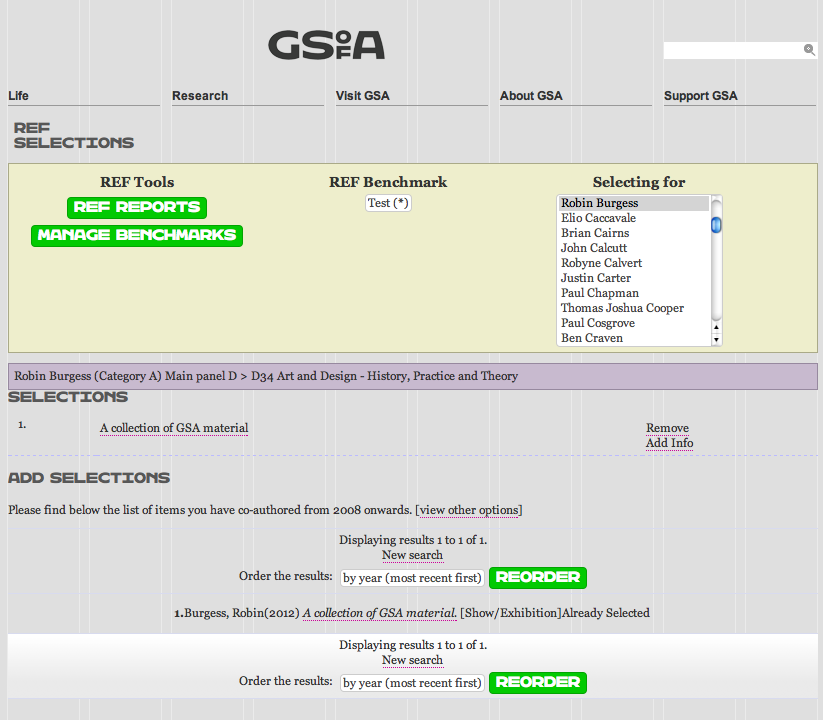 GSOFA
Life Research Visit GSA About GSA Support GSA
REF
SELECTIONS
REF Tools
REF REPORTS
MANAGE BENCHMARKS
REF Benchmark
Test (*)
Selecting for
Robin Burgess
Elio Caccavale
Brian Cairns
John Calcutt
Robyne Calvert
Justin Carter
Paul Chapman
Thomas Joshua Cooper
Paul Cosgrove
Ben Craven
Robin Burgess (Category A) Main panel D > D34 Art and Design - History, Practice and Theory
SELECTIONS
1. A collection of GSA material Remove
Add Info
ADD SELECTIONS
Please find below the list of items you have co-authored from 2008 onwards. [view other options]
Displaying results 1 to 1 of 1.
New search
Order the results: by year (most recent first) REORDER
1.Burgess, Robin(2012) A collection of GSA material. [Show/Exhibition]Already Selected
Displaying results 1 to 1 of 1.
New search
Order the results: by year (most recent first) REORDER